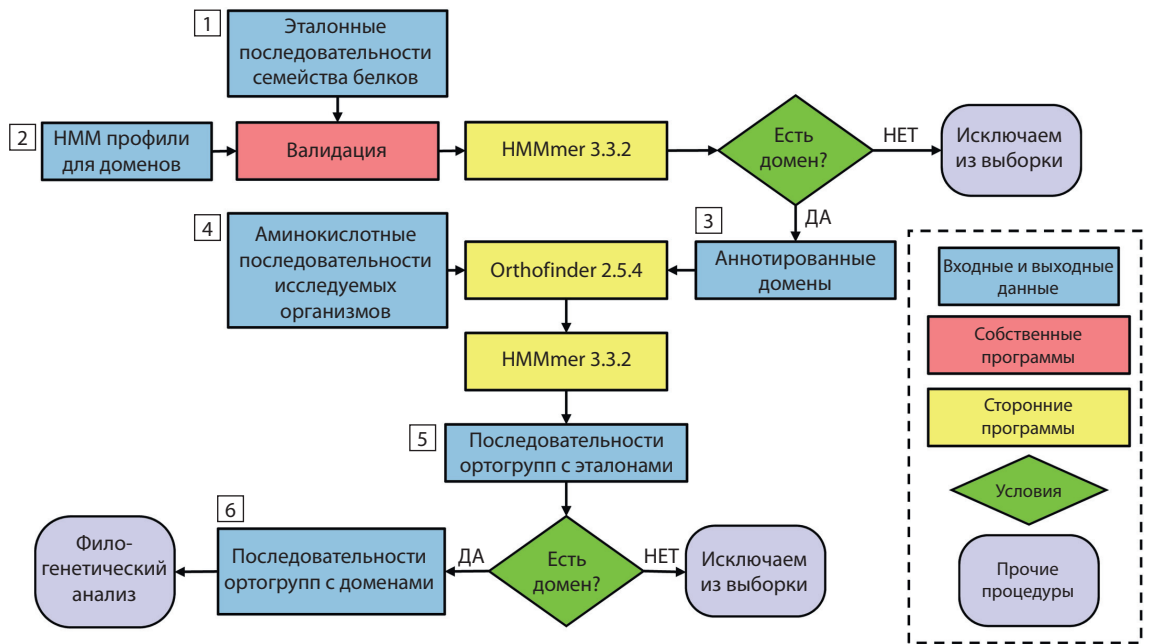 1
Эталонные
последовательности
семейства белков
2
HMM профили
для доменов
Валидация
HMMmer 3.3.2
Есть
домен?
НЕТ
Исключаем
из выборки
ДА
3
Аннотированные
домены
4
Аминокислотные
последовательности
исследуемых
организмов
Orthofinder 2.5.4
HMMmer 3.3.2
5
Последовательности
ортогрупп с эталонами
Есть
домен?
НЕТ
Исключаем
из выборки
ДА
6
Последовательности
ортогрупп с доменами
Фило-
генетический
анализ
Входные и выходные
данные
Собственные
программы
Сторонние
программы
Условия
Прочие
процедуры